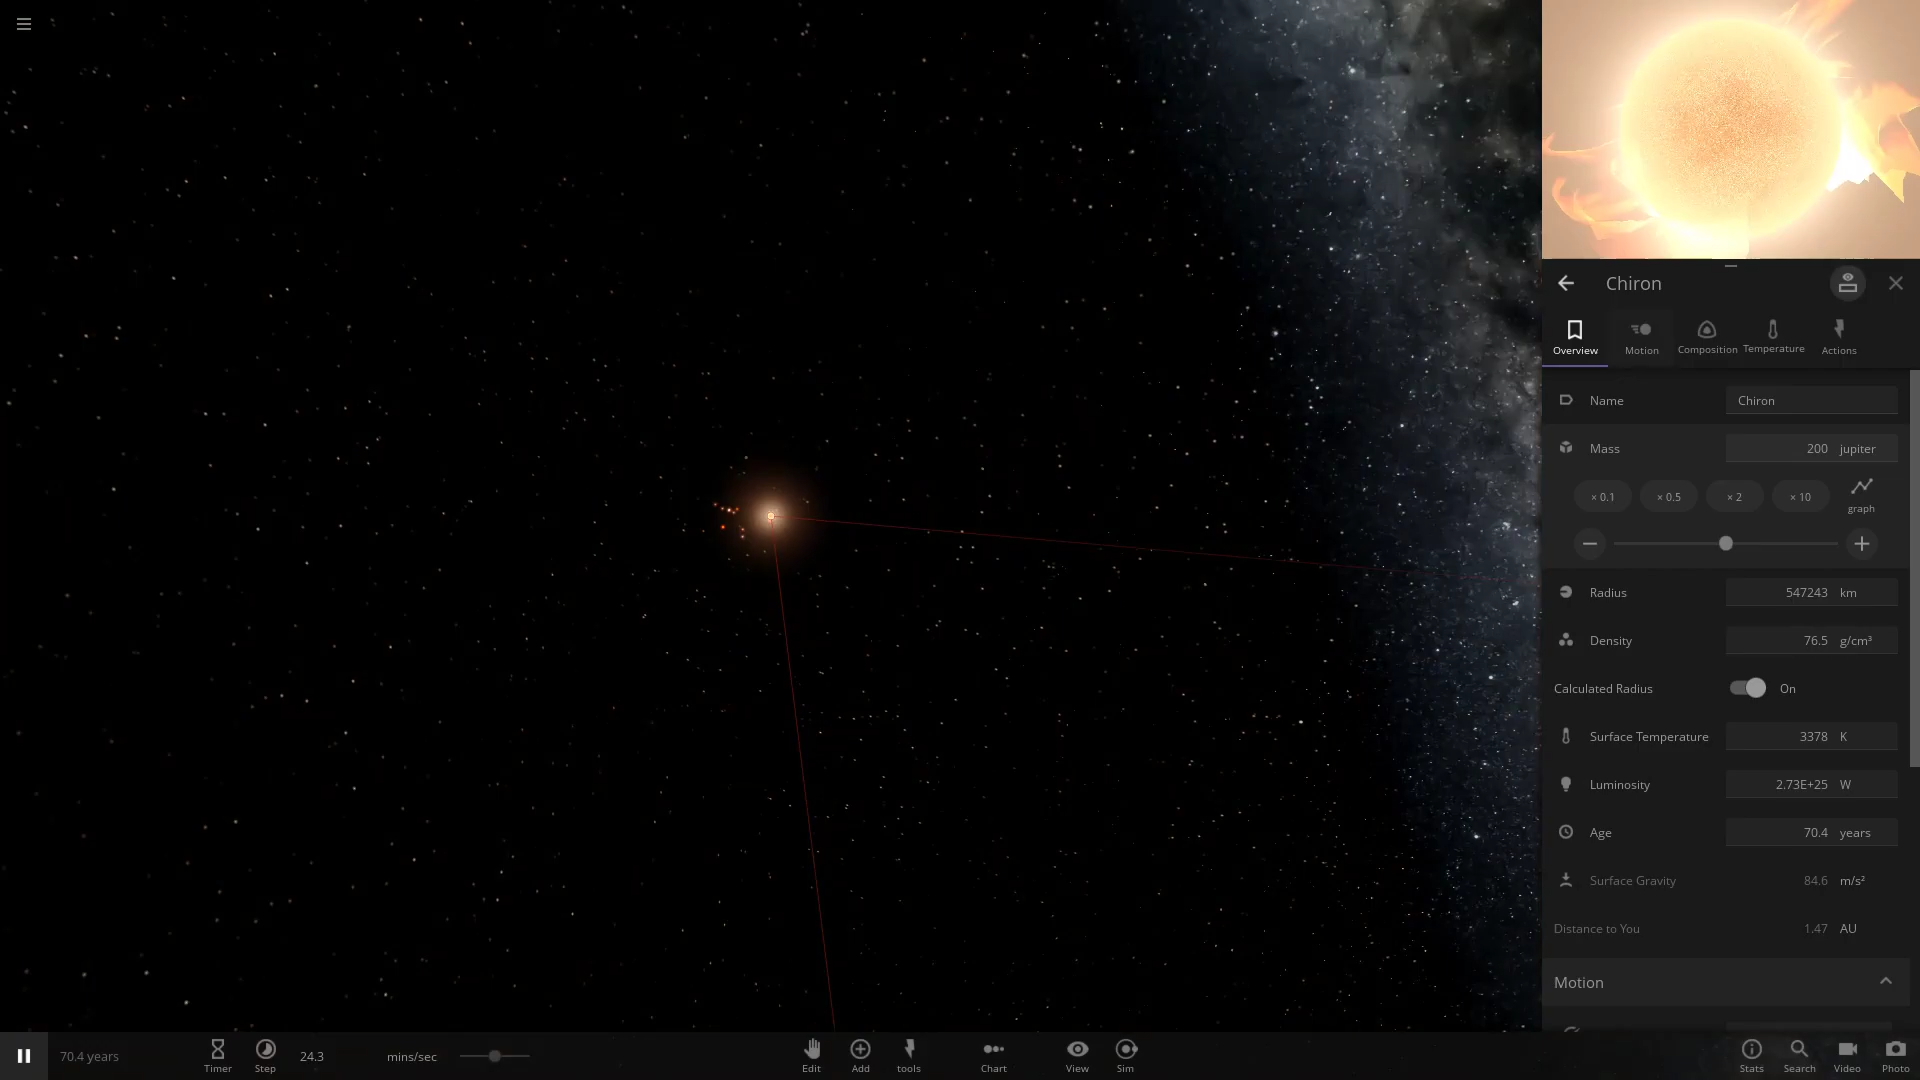 Chiron
Overview
Motion
Composition
Temperature
Actions
Name Chiron
Mass 200 jupiter
× 0.1 × 0.5 × 2 × 10 graph
Radius 547243 km
Density 76.5 g/cm³
Calculated Radius On
Surface Temperature 3378 K
Luminosity 2.73E+25 W
Age 70.4 years
Surface Gravity 84.6 m/s²
Distance to You 1.47 AU
Motion
70.4 years
Timer
Step
24.3 mins/sec
Edit
Add
tools
Chart
View
Sim
Stats
Search
Video
Photo